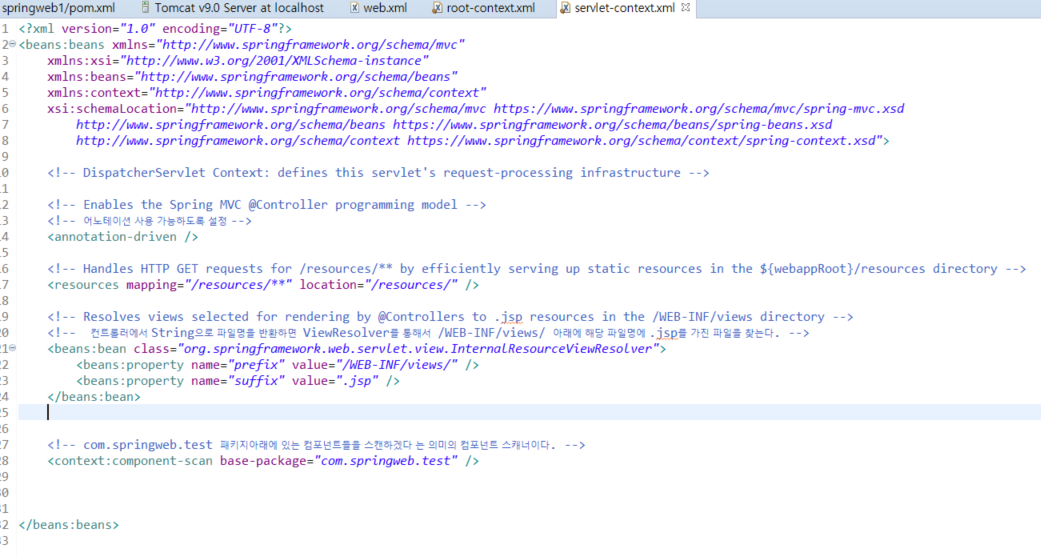 springweb1/pom.xml Tomcat v9.0 Server at localhost web.xml root-context.xml servlet-context.xml
1 <?xml version="1.0" encoding="UTF-8"?>
2 <beans:beans xmlns="http://www.springframework.org/schema/mvc"
3 xmlns:xsi="http://www.w3.org/2001/XMLSchema-instance"
4 xmlns:beans="http://www.springframework.org/schema/beans"
5 xmlns:context="http://www.springframework.org/schema/context"
6 xsi:schemaLocation="http://www.springframework.org/schema/mvc https://www.springframework.org/schema/mvc/spring-mvc.xsd
7 http://www.springframework.org/schema/beans https://www.springframework.org/schema/beans/spring-beans.xsd
8 http://www.springframework.org/schema/context https://www.springframework.org/schema/context/spring-context.xsd">
9
0 <!-- DispatcherServlet Context: defines this servlet's request-processing infrastructure -->
1
2 <!-- Enables the Spring MVC @Controller programming model -->
3 <!-- 어노테이션 사용 가능하도록 설정 -->
4 <annotation-driven />
5
6 <!-- Handles HTTP GET requests for /resources/** by efficiently serving up static resources in the ${webappRoot}/resources directory -->
7 <resources mapping="/resources/**" location="/resources/" />
8
9 <!-- Resolves views selected for rendering by @Controllers to .jsp resources in the /WEB-INF/views directory -->
0 <!-- 컨트롤러에서 String으로 파일명을 반환하면 ViewResolver를 통해서 /WEB-INF/views/ 아래에 해당 파일명에 .jsp를 가진 파일을 찾는다. -->
1 <beans:bean class="org.springframework.web.servlet.view.InternalResourceViewResolver">
2 <beans:property name="prefix" value="/WEB-INF/views/" />
3 <beans:property name="suffix" value=".jsp" />
4 </beans:bean>
5
6
7 <!-- com.springweb.test 패키지아래에 있는 컴포넌트들을 스캔하겠다 는 의미의 컴포넌트 스캐너이다. -->
8 <context:component-scan base-package="com.springweb.test" />
9
0
1
2 </beans:beans>
3